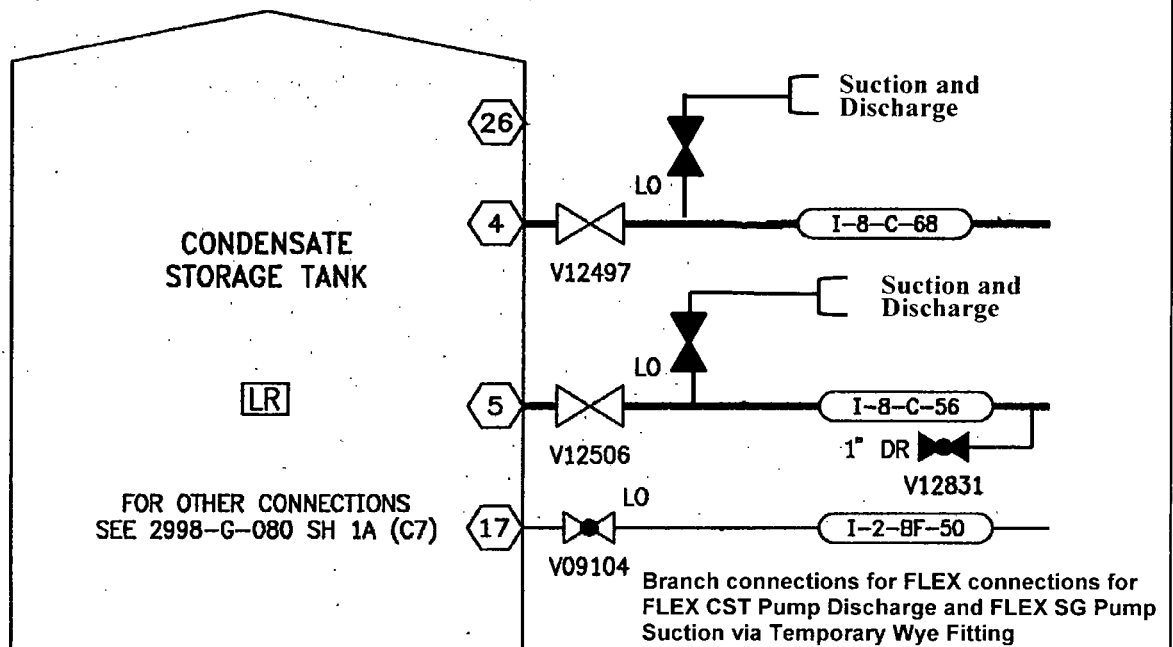 Suction and
Discharge
26
LO
4
I-8-C-68
CONDENSATE
STORAGE TANK
V12497
Suction and
Discharge
LO
LR
5
I-8-C-56
V12506
1" DR
V12831
FOR OTHER CONNECTIONS
SEE 2998-G-080 SH 1A (C7)
LO
17
I-2-BF-50
V09104
Branch connections for FLEX connections for
FLEX CST Pump Discharge and FLEX SG Pump
Suction via Temporary Wye Fitting